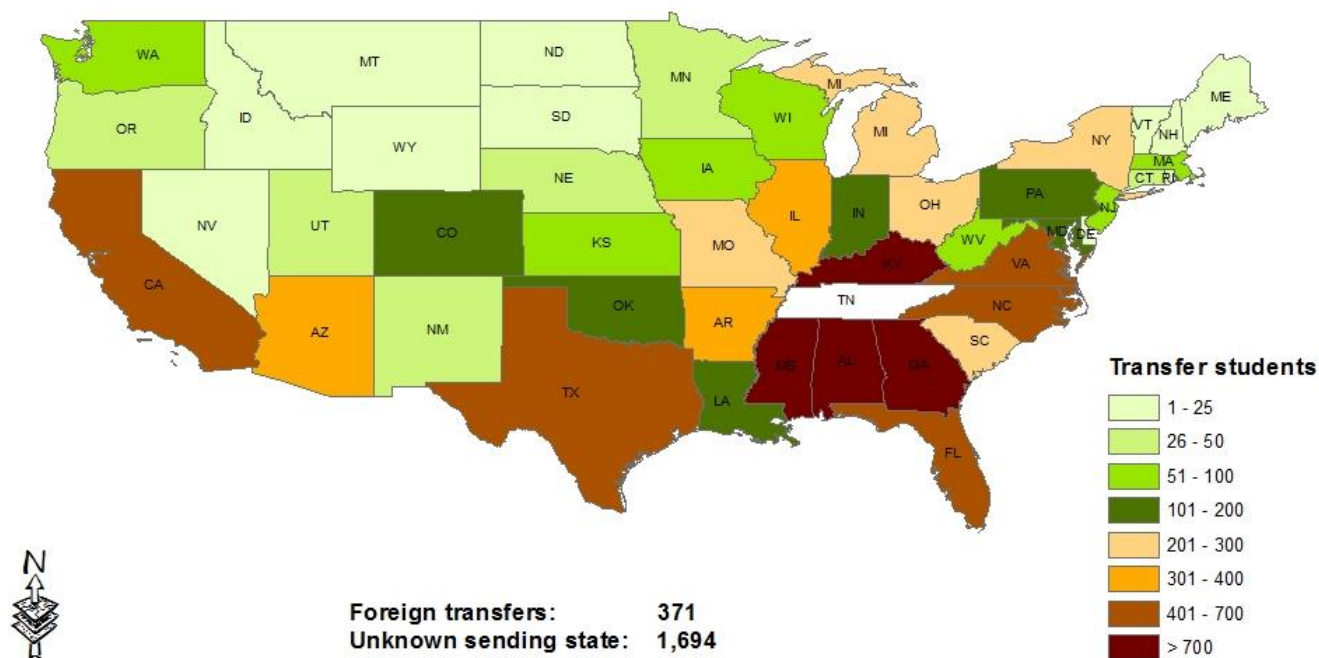 WA
MT
ND
MN
ME
OR
ID
SD
WI
MI
MI
VT
NH
NY
WY
MA
CT RI
IA
NE
PA
NJ
NV
UT
CO
IL
IN
OH
MD
DE
CA
KS
MO
WV
VA
KY
TN
NC
AZ
NM
OK
AR
SC
MS
AL
GA
TX
LA
FL
Transfer students
1 - 25
26 - 50
51 - 100
101 - 200
201 - 300
301 - 400
401 - 700
> 700
N
Foreign transfers: 371
Unknown sending state: 1,694